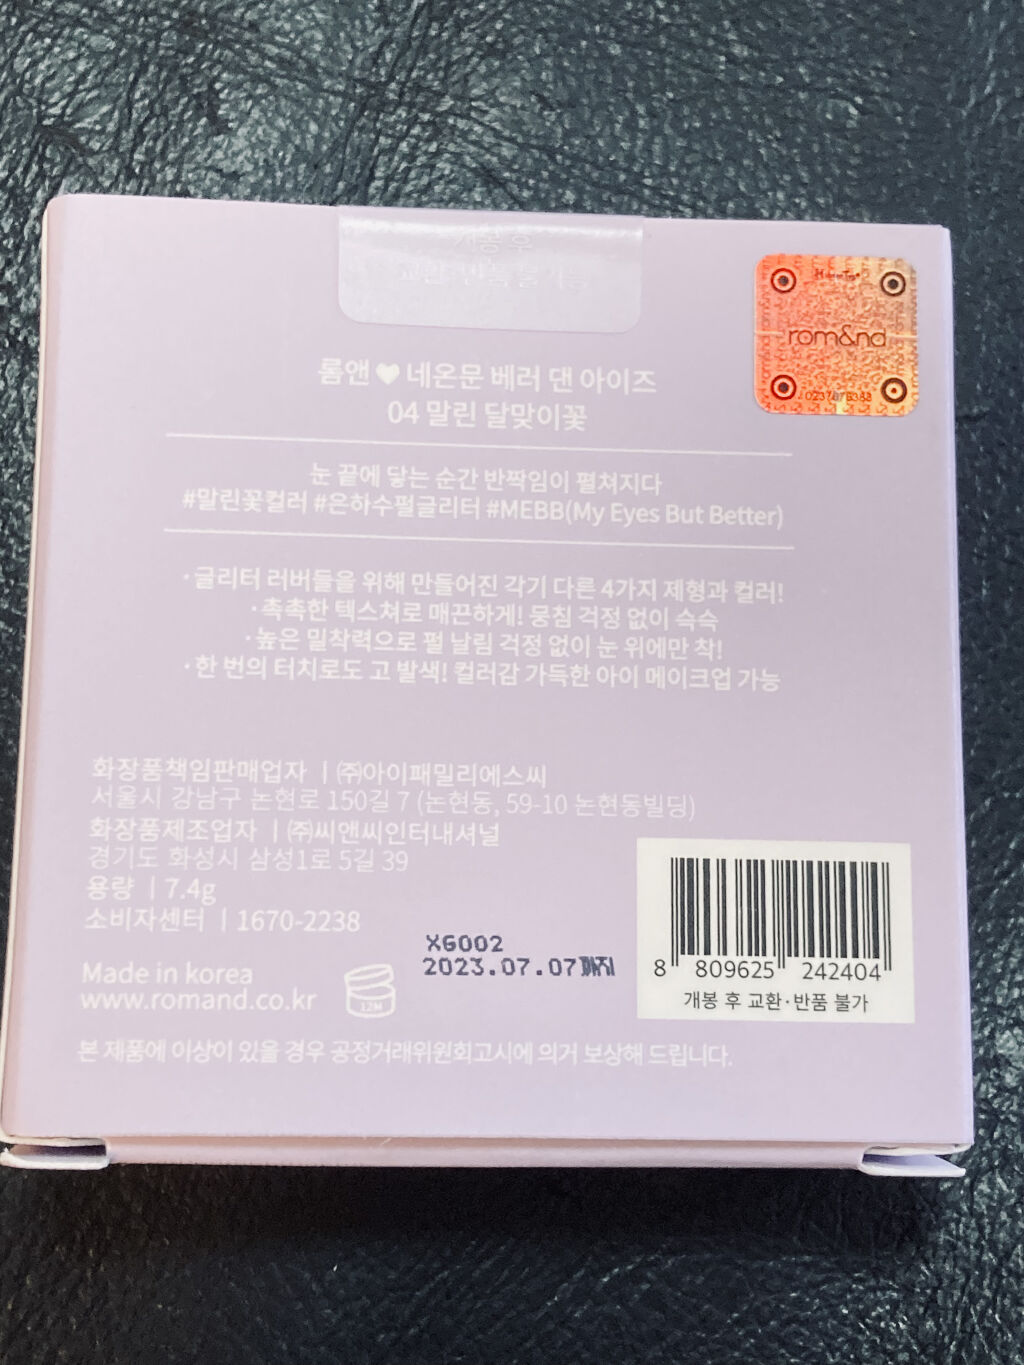 개봉 후
교환·반품 불가능
HoloTag
rom&nd
롬앤♥네온문 베러 댄 아이즈
04 말린 달맞이꽃
눈 끝에 닿는 순간 반짝임이 펼쳐지다
#말린꽃컬러 #은하수펄글리터 #MEBB(My Eyes But Better)
·글리터 러버들을 위해 만들어진 각기 다른 4가지 제형과 컬러!
·촉촉한 텍스쳐로 매끈하게! 뭉침 걱정 없이 슥슥
·높은 밀착력으로 펄 날림 걱정 없이 눈 위에만 착!
·한 번의 터치로도 고 발색! 컬러감 가득한 아이 메이크업 가능
화장품책임판매업자 ㅣ㈜아이패밀리에스씨
서울시 강남구 논현로 150길 7 (논현동, 59-10 논현동빌딩)
화장품제조업자 ㅣ㈜씨앤씨인터내셔널
경기도 화성시 삼성1로 5길 39
용량 ㅣ7.4g
소비자센터 ㅣ1670-2238
XG002
2023.07.07까지
Made in korea
www.romand.co.kr
12M
8 809625 242404
개봉 후 교환·반품 불가
본 제품에 이상이 있을 경우 공정거래위원회고시에 의거 보상해 드립니다.